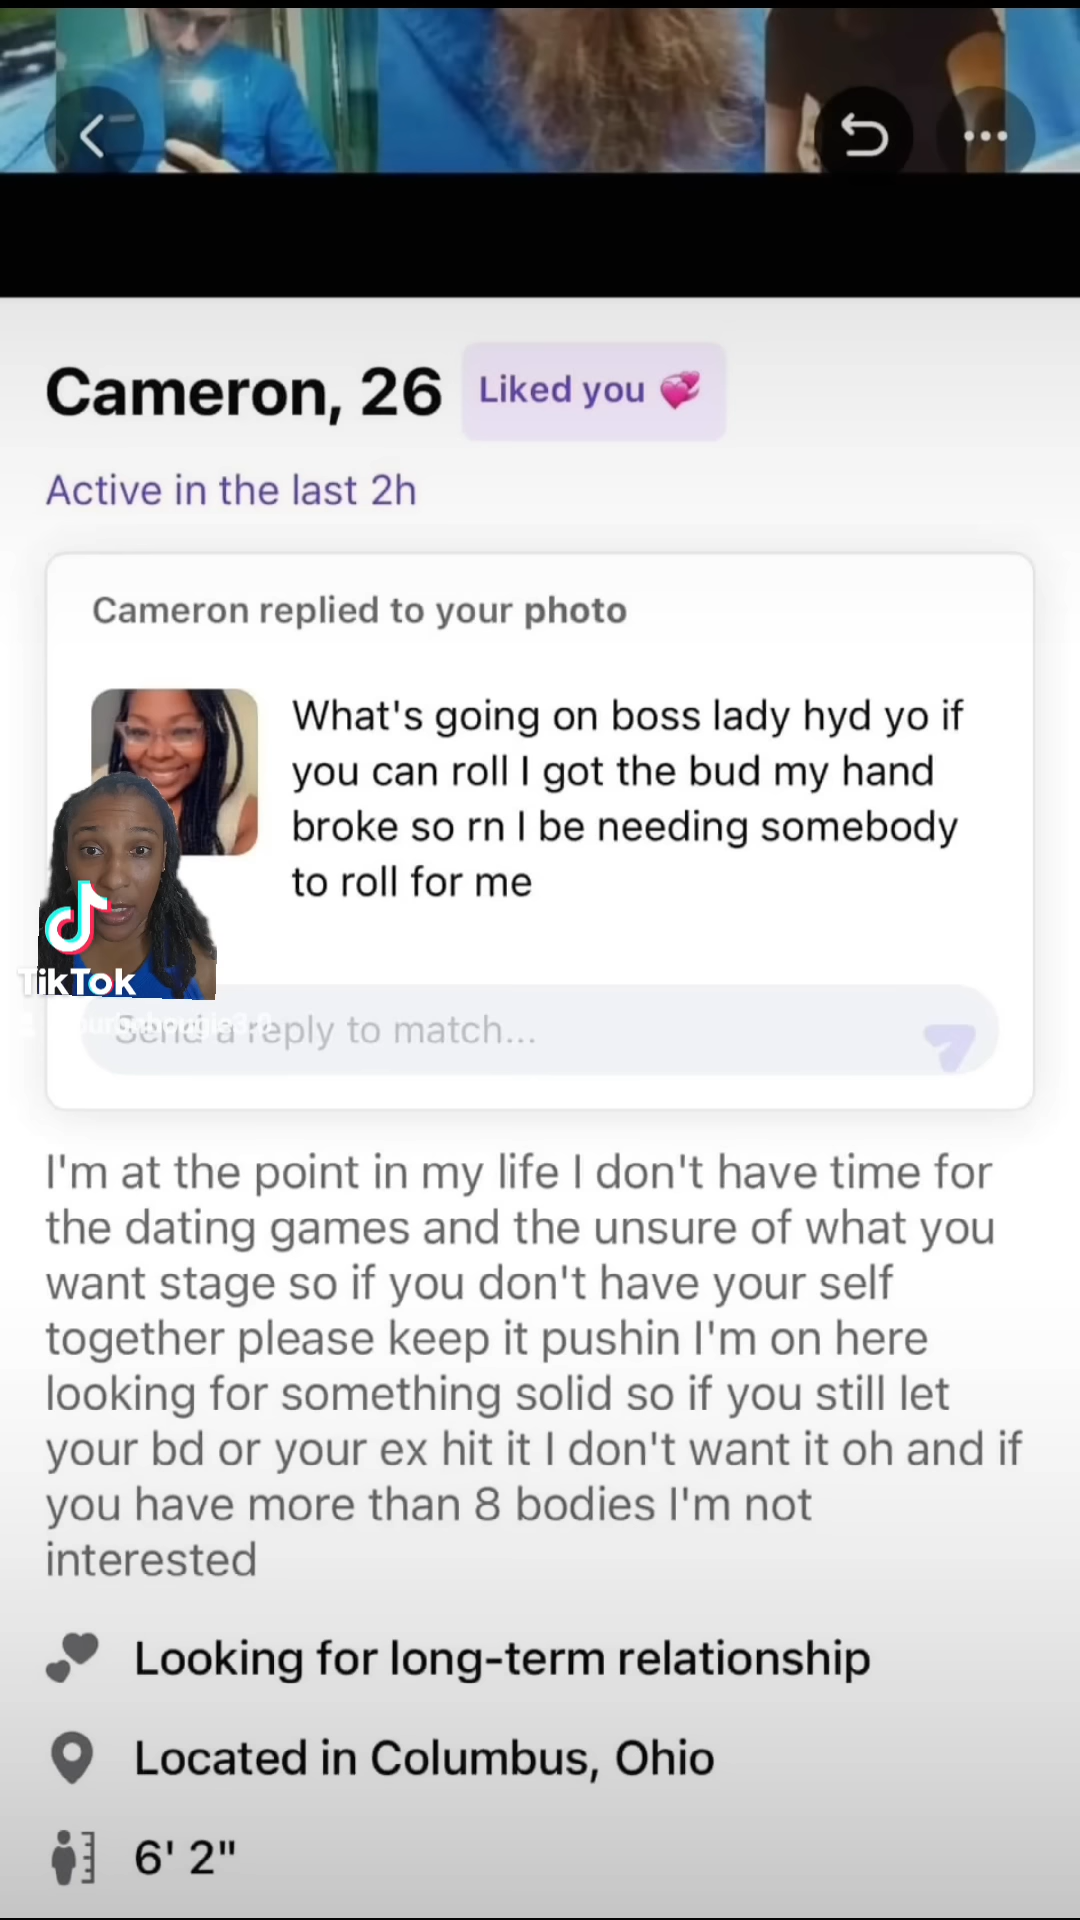 Cameron, 26
Liked you 💞
Active in the last 2h
Cameron replied to your photo
What's going on boss lady hyd yo if
you can roll I got the bud my hand
broke so rn I be needing somebody
to roll for me
TikTok
Send a reply to match...
I'm at the point in my life I don't have time for
the dating games and the unsure of what you
want stage so if you don't have your self
together please keep it pushin I'm on here
looking for something solid so if you still let
your bd or your ex hit it I don't want it oh and if
you have more than 8 bodies I'm not
interested
Looking for long-term relationship
Located in Columbus, Ohio
6' 2"